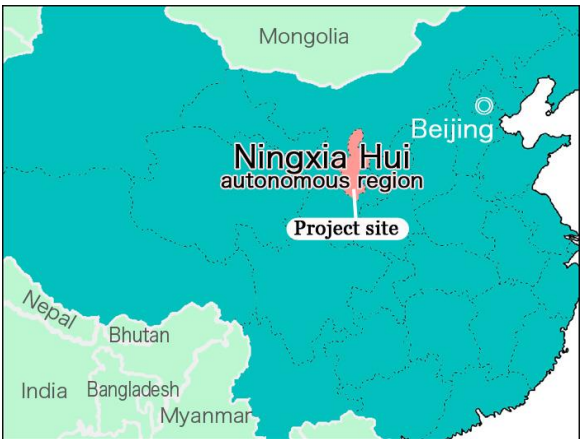 Mongolia
Beijing
Ningxia Hui
autonomous region
Project site
Nepal
Bhutan
India
Bangladesh
Myanmar